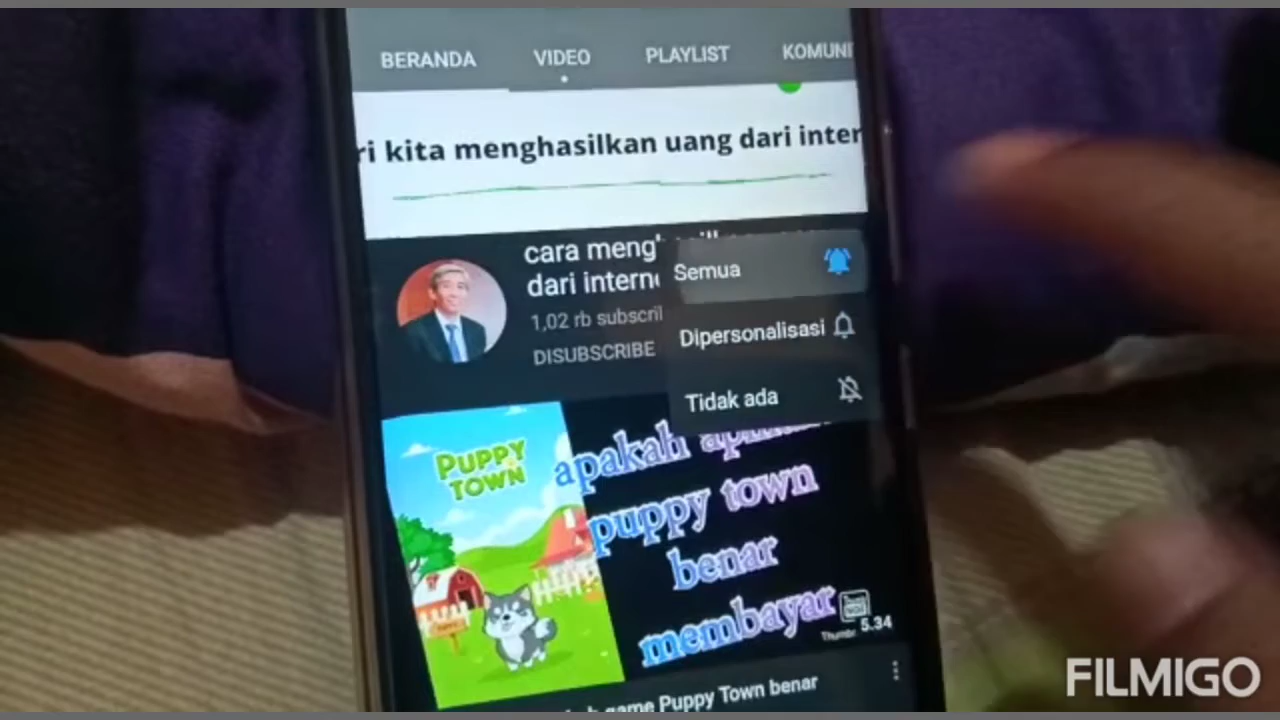 BERANDA VIDEO PLAYLIST KOMUNI
ri kita menghasilkan uang dari inter
cara meng
dari intern
Semua
1,02 rb subscri
Dipersonalisasi
DISUBSCRIBE
Tidak ada
PUPPY
TOWN
apakah
puppy town
benar
membayar
5.34
game Puppy Town benar
FILMIGO